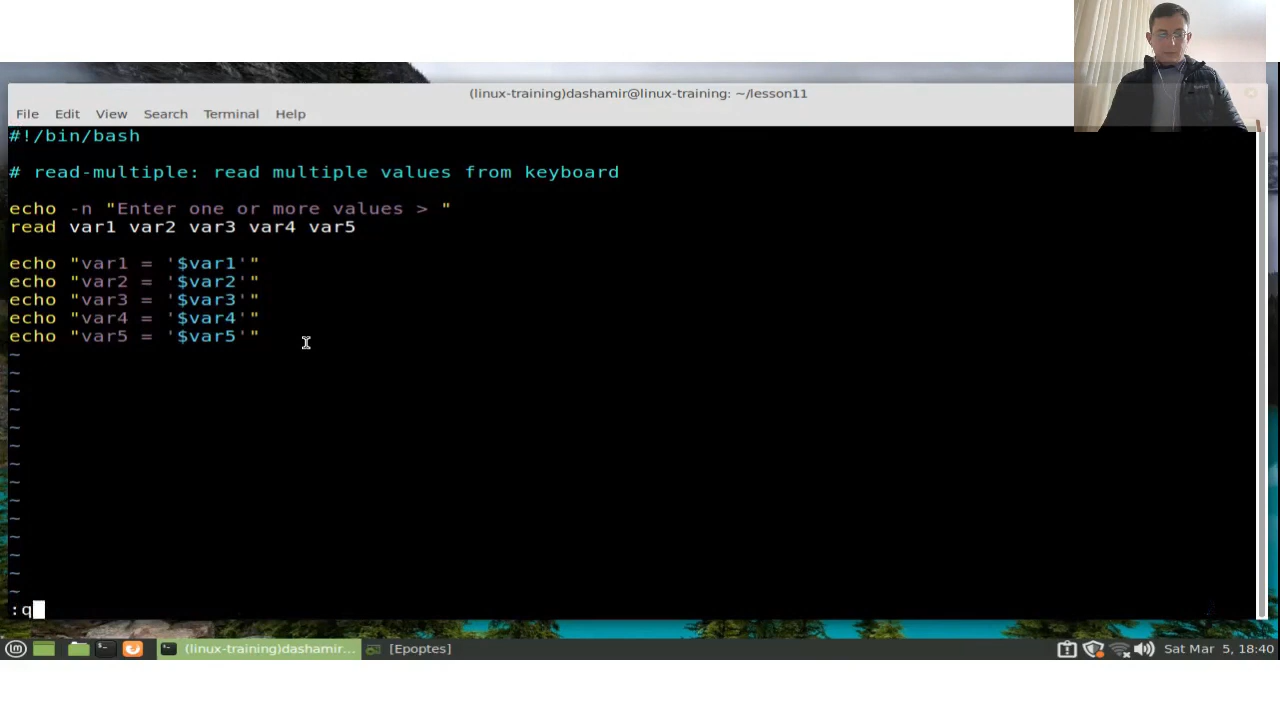 (linux-training)dashamir@linux-training: ~/lesson11
File Edit View Search Terminal Help
#!/bin/bash
# read-multiple: read multiple values from keyboard
echo -n "Enter one or more values > "
read var1 var2 var3 var4 var5
echo "var1 = '$var1'"
echo "var2 = '$var2'"
echo "var3 = '$var3'"
echo "var4 = '$var4'"
echo "var5 = '$var5'"
~
~
~
~
~
~
~
~
~
~
~
~
~
~
:q
(linux-training)dashamir... [Epoptes] Sat Mar 5, 18:40